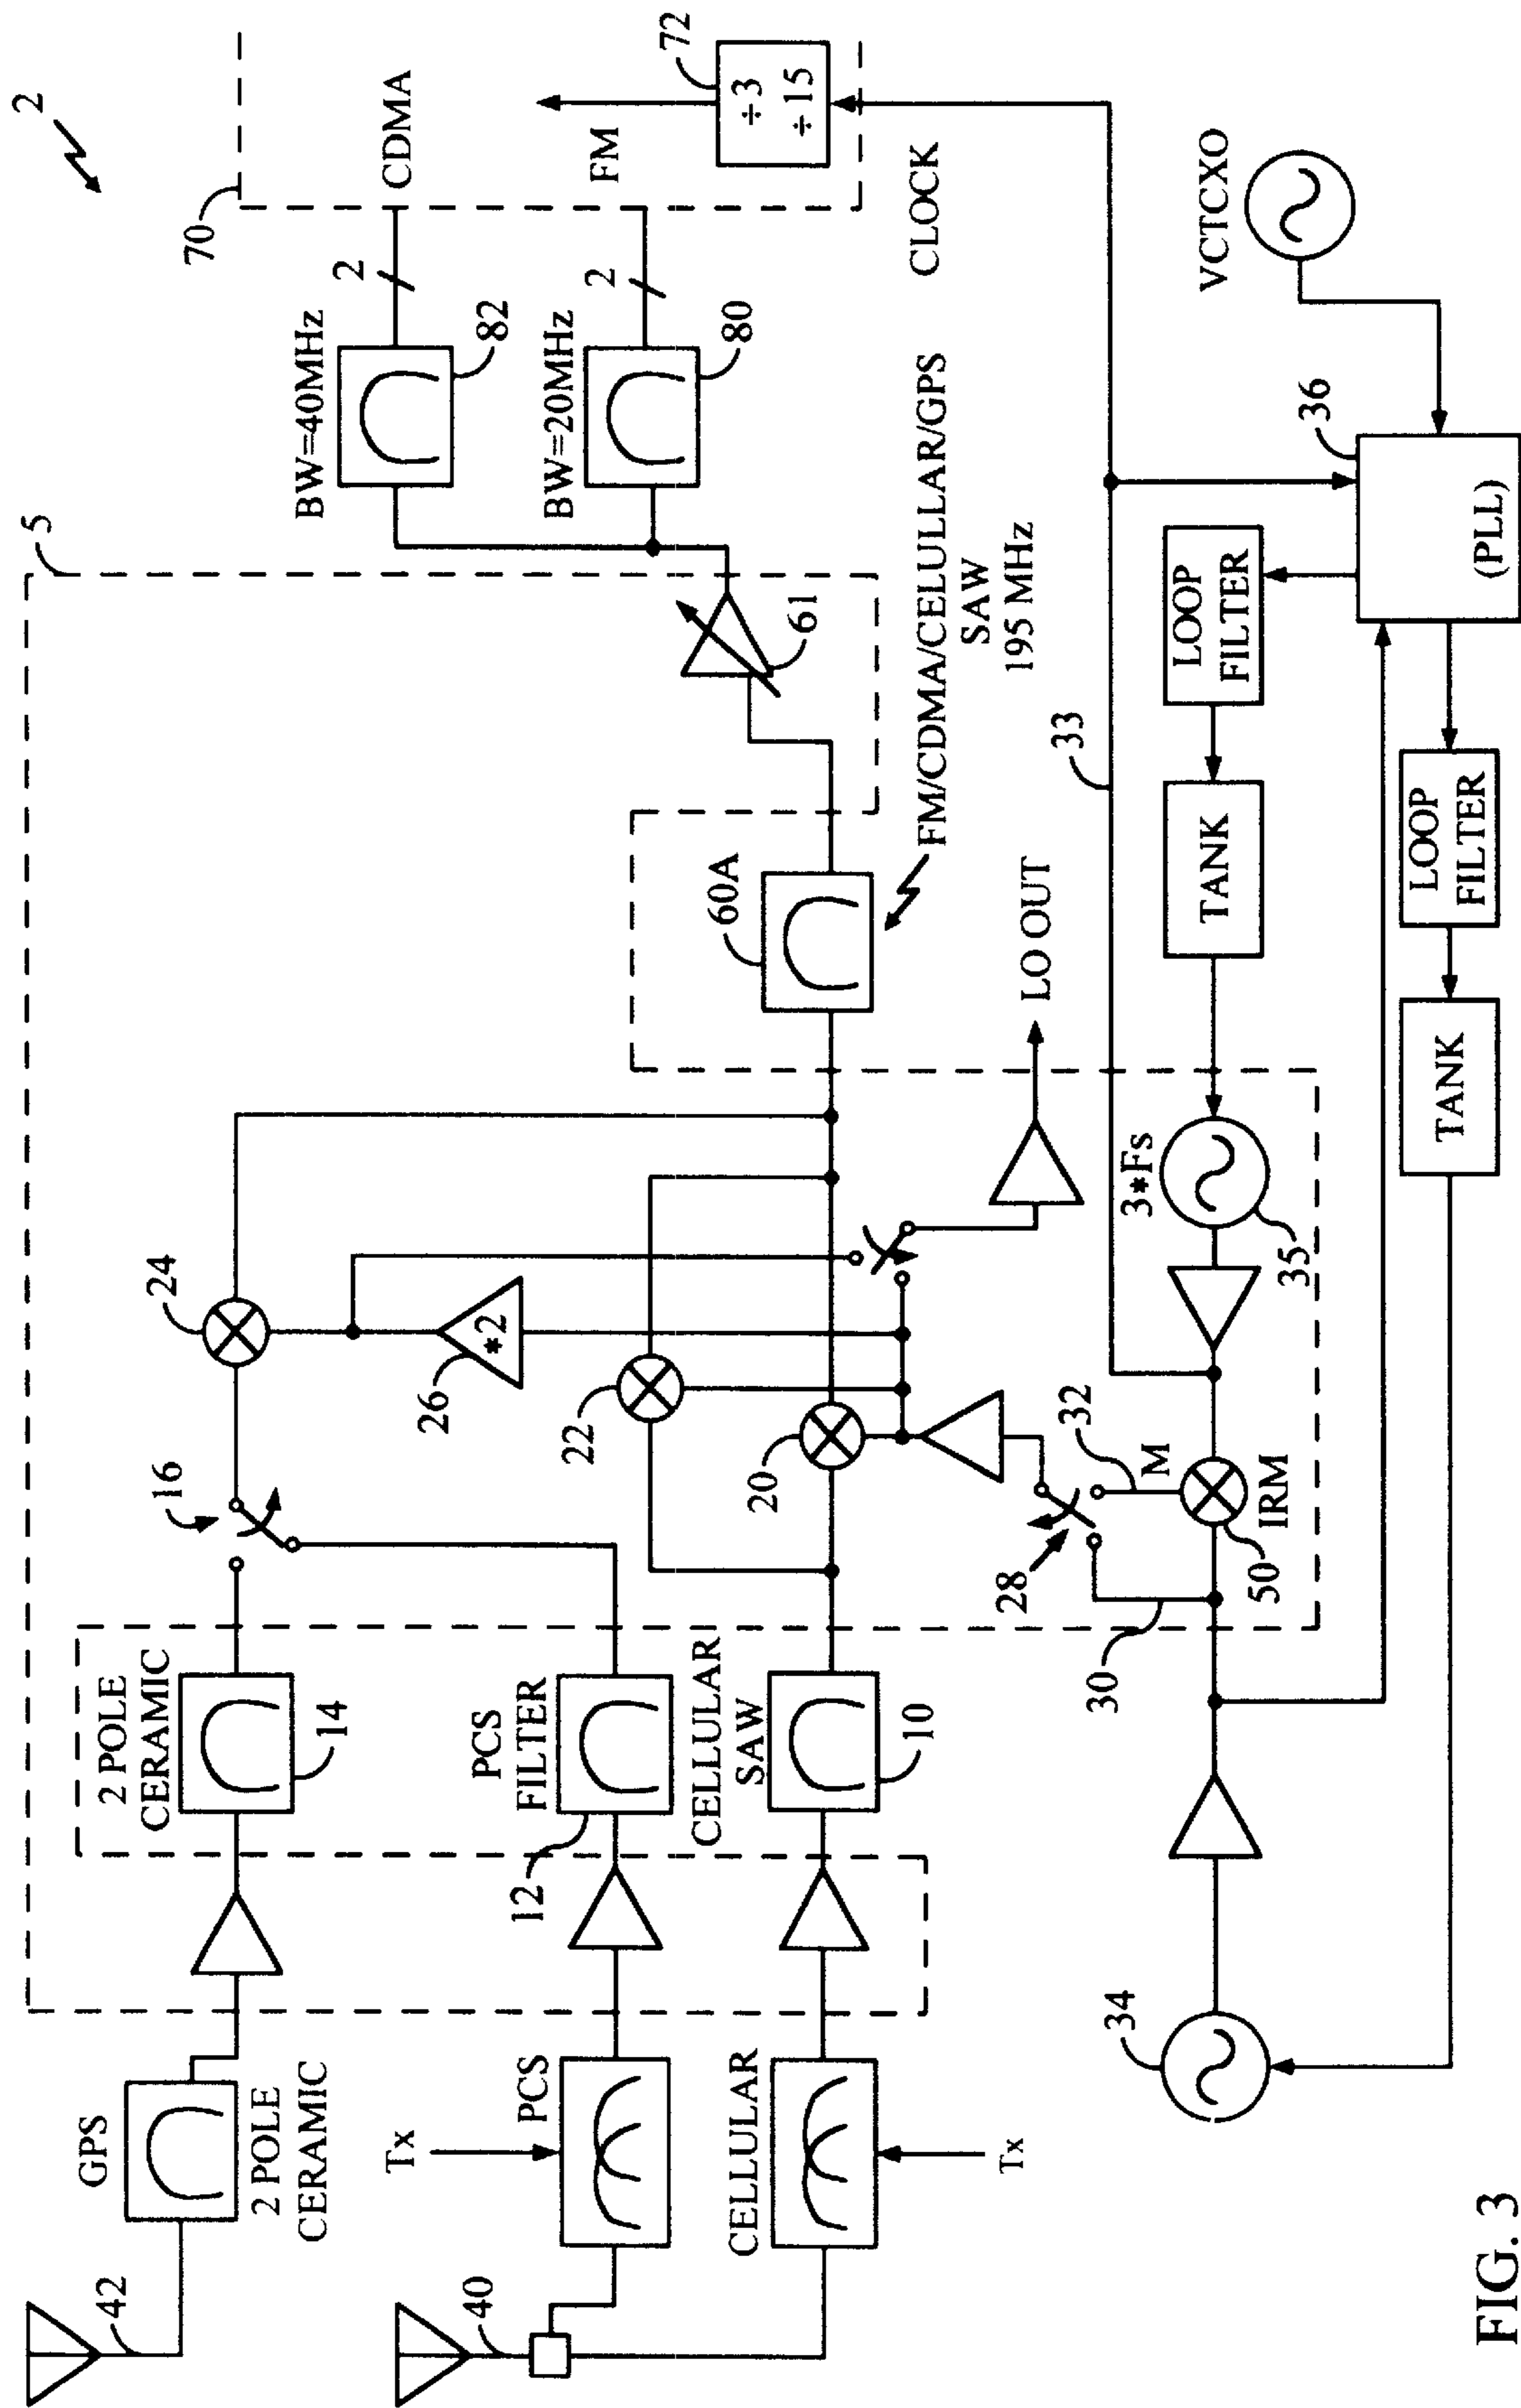 2
70
CDMA
FM
72
÷3
÷15
CLOCK
2
2
BW=40MHz
82
BW=20MHz
80
5
61
FM/CDMA/CELULLAR/GPS
SAW
195 MHz
60A
24
*2
26
22
20
16
LO OUT
33
2 POLE
CERAMIC
14
PCS
FILTER
12
CELLULAR
SAW
10
28
30
32
M
50
IRM
3*Fs
35
TANK
LOOP
FILTER
36
(PLL)
VCTCXO
LOOP
FILTER
TANK
34
GPS
2 POLE
CERAMIC
42
Tx
PCS
40
CELLULAR
Tx
FIG. 3